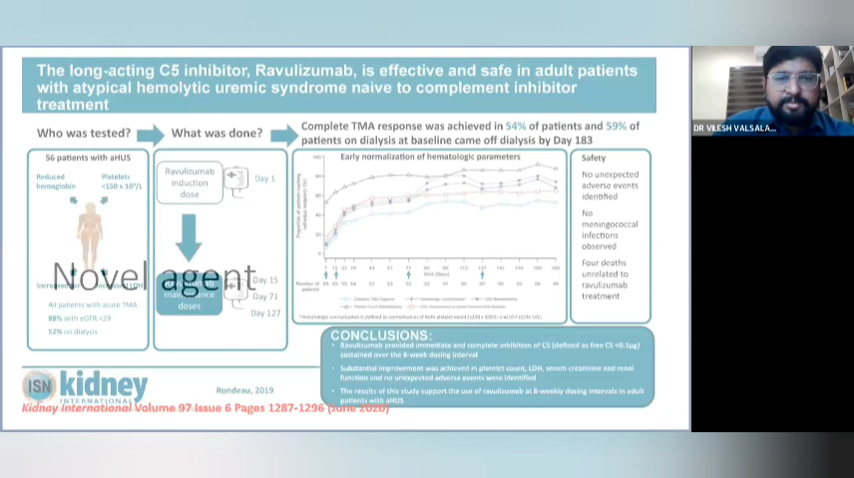 The long-acting C5 inhibitor, Ravulizumab, is effective and safe in adult patients
with atypical hemolytic uremic syndrome naive to complement inhibitor
treatment
Who was tested?
What was done?
Complete TMA response was achieved in 54% of patients and 59% of
patients on dialysis at baseline came off dialysis by Day 183
56 patients with aHUS
Reduced
hemoglobin
Platelets
<150 x 10⁹/L
All patients with acute TMA
88% with eGFR <29
52% on dialysis
Ravulizumab
induction
dose
Day 1
doses
Day 15
Day 71
Day 127
Early normalization of hematologic parameters
Safety
No unexpected
adverse events
identified
No
meningococcal
infections
observed
Four deaths
unrelated to
ravulizumab
treatment
Novel agent
CONCLUSIONS:
• Ravulizumab provided immediate and complete inhibition of C5 (defined as free C5 <0.5µg)
sustained over the 8-week dosing interval
• Substantial improvement was achieved in platelet count, LDH, serum creatinine and renal
function and no unexpected adverse events were identified
• The results of this study support the use of ravulizumab at 8-weekly dosing intervals in adult
patients with aHUS
ISN kidney
INTERNATIONAL
Rondeau, 2019
Kidney International Volume 97 Issue 6 Pages 1287-1296 (June 2020)
DR VILESH VALSALA...